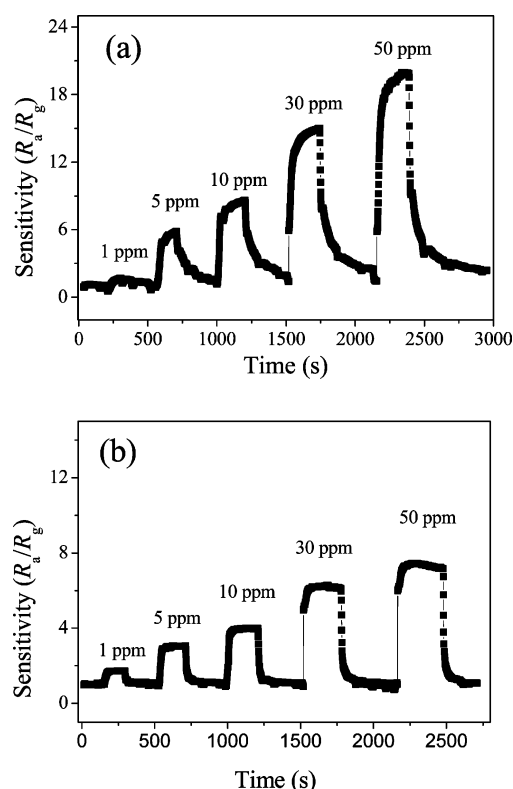 (a)
24
18
12
6
0
Sensitivity (Ra/Rg)
1 ppm
5 ppm
10 ppm
30 ppm
50 ppm
0 500 1000 1500 2000 2500 3000
Time (s)
(b)
12
8
4
0
Sensitivity (Ra/Rg)
1 ppm
5 ppm
10 ppm
30 ppm
50 ppm
0 500 1000 1500 2000 2500
Time (s)